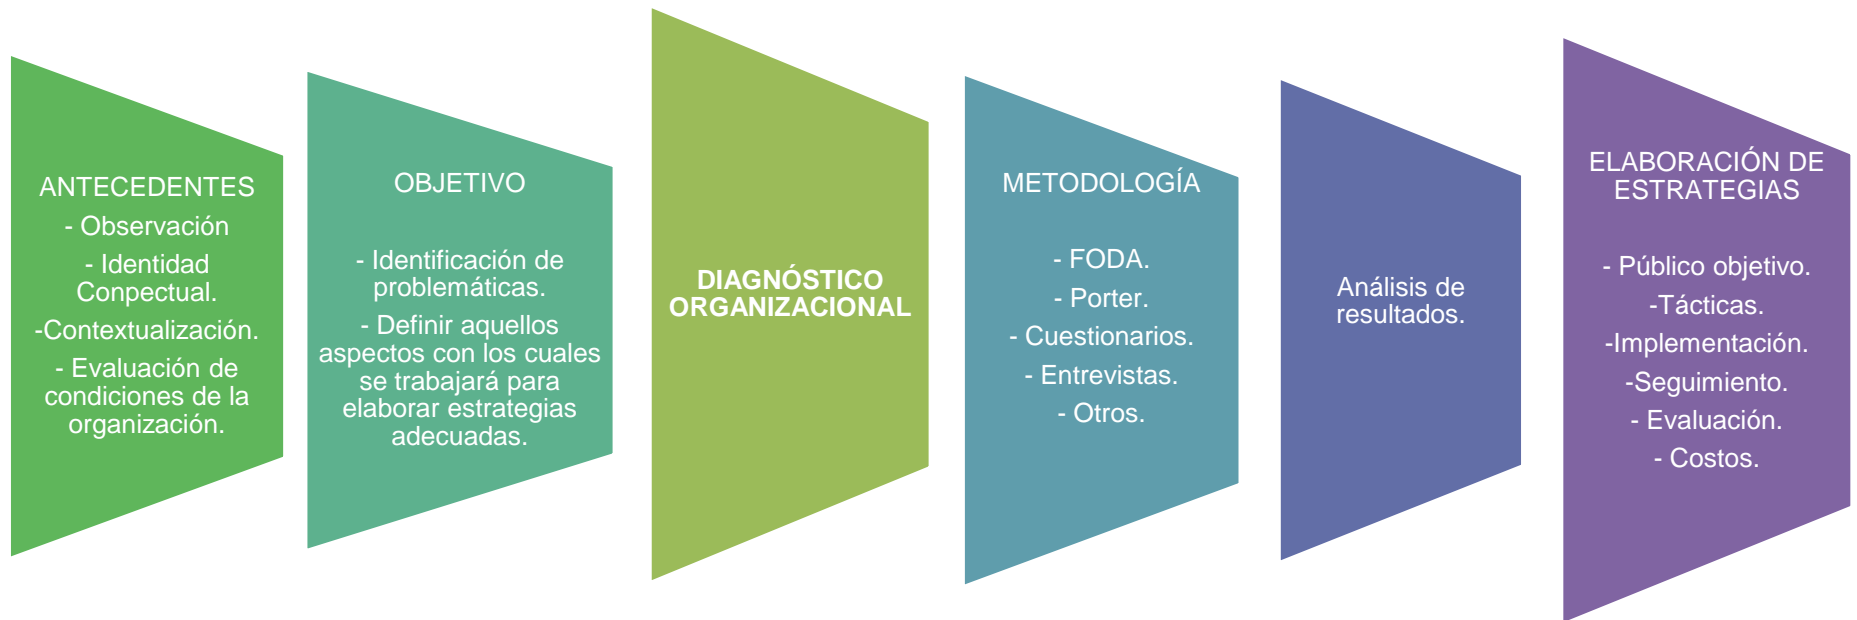 ANTECEDENTES
- Observación
- Identidad
Conpectual.
-Contextualización.
- Evaluación de
condiciones de la
organización.
OBJETIVO
- Identificación de
problemáticas.
- Definir aquellos
aspectos con los cuales
se trabajará para
elaborar estrategias
adecuadas.
DIAGNÓSTICO
ORGANIZACIONAL
METODOLOGÍA
- FODA.
- Porter.
- Cuestionarios.
- Entrevistas.
- Otros.
Análisis de
resultados.
ELABORACIÓN DE
ESTRATEGIAS
- Público objetivo.
-Tácticas.
-Implementación.
-Seguimiento.
- Evaluación.
- Costos.